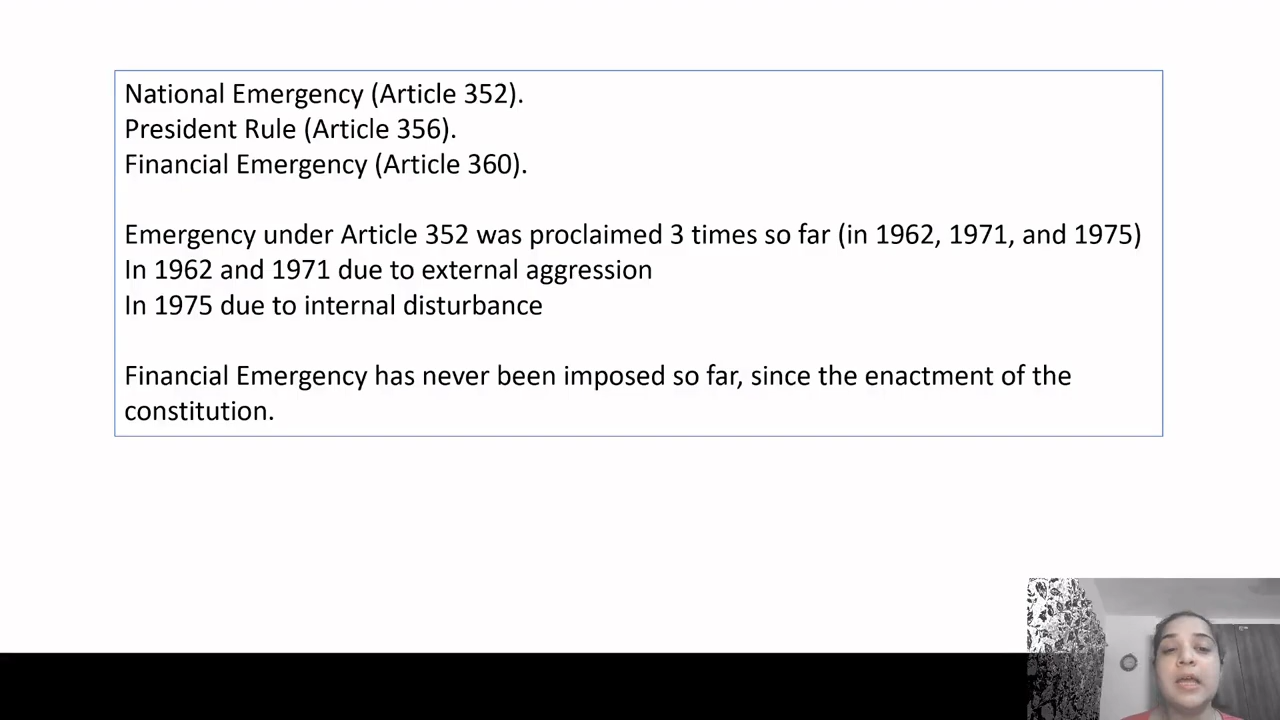 National Emergency (Article 352).
President Rule (Article 356).
Financial Emergency (Article 360).
Emergency under Article 352 was proclaimed 3 times so far (in 1962, 1971, and 1975)
In 1962 and 1971 due to external aggression
In 1975 due to internal disturbance
Financial Emergency has never been imposed so far, since the enactment of the
constitution.